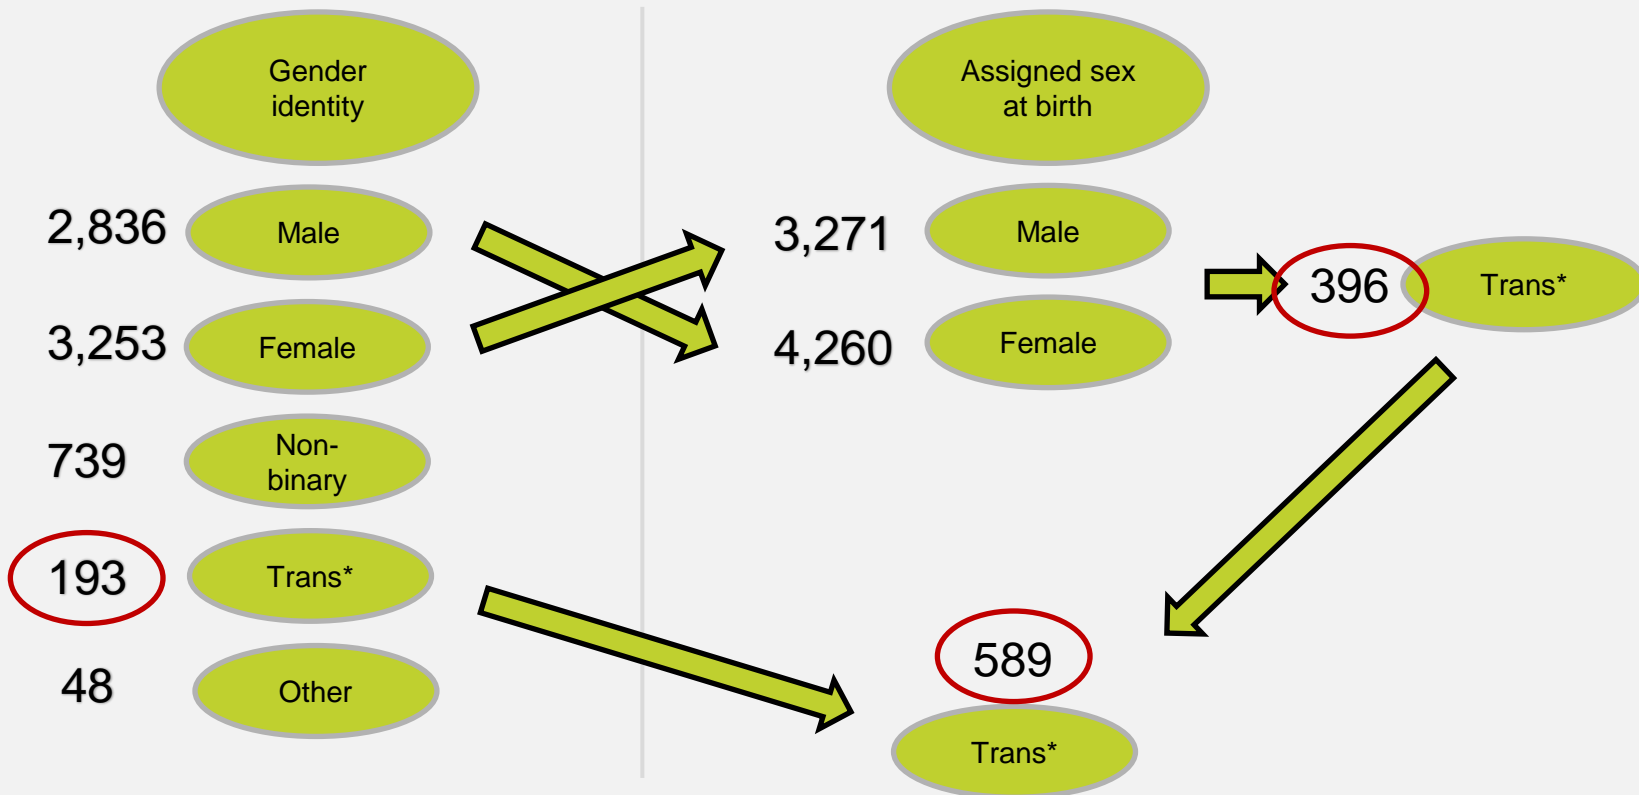 Gender
identity
2,836
Male
3,253
Female
739
Non-
binary
193
Trans*
48
Other
Assigned sex
at birth
3,271
Male
4,260
Female
396
Trans*
589
Trans*